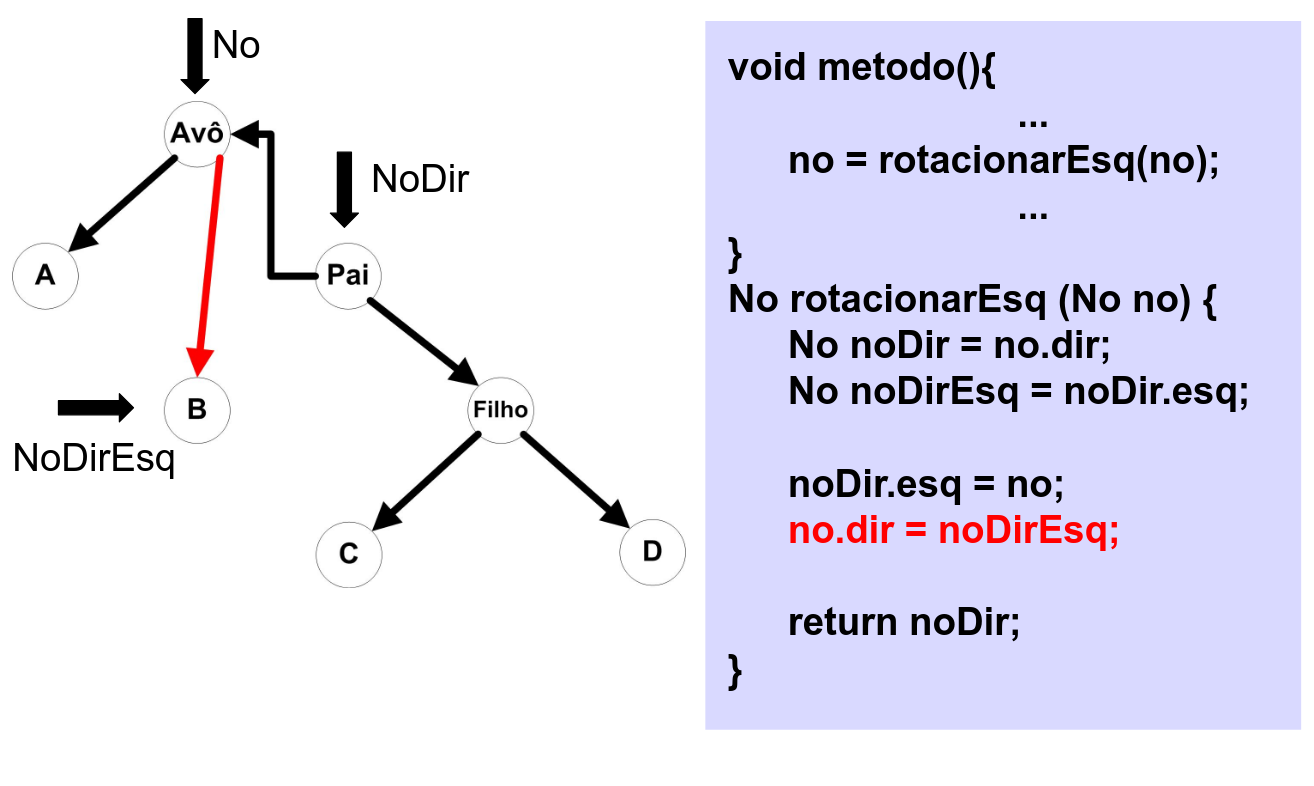 No
Avô
NoDir
A
Pai
B
Filho
NoDirEsq
C
D
void metodo(){
...
no = rotacionarEsq(no);
...
}
No rotacionarEsq (No no) {
No noDir = no.dir;
No noDirEsq = noDir.esq;
noDir.esq = no;
no.dir = noDirEsq;
return noDir;
}